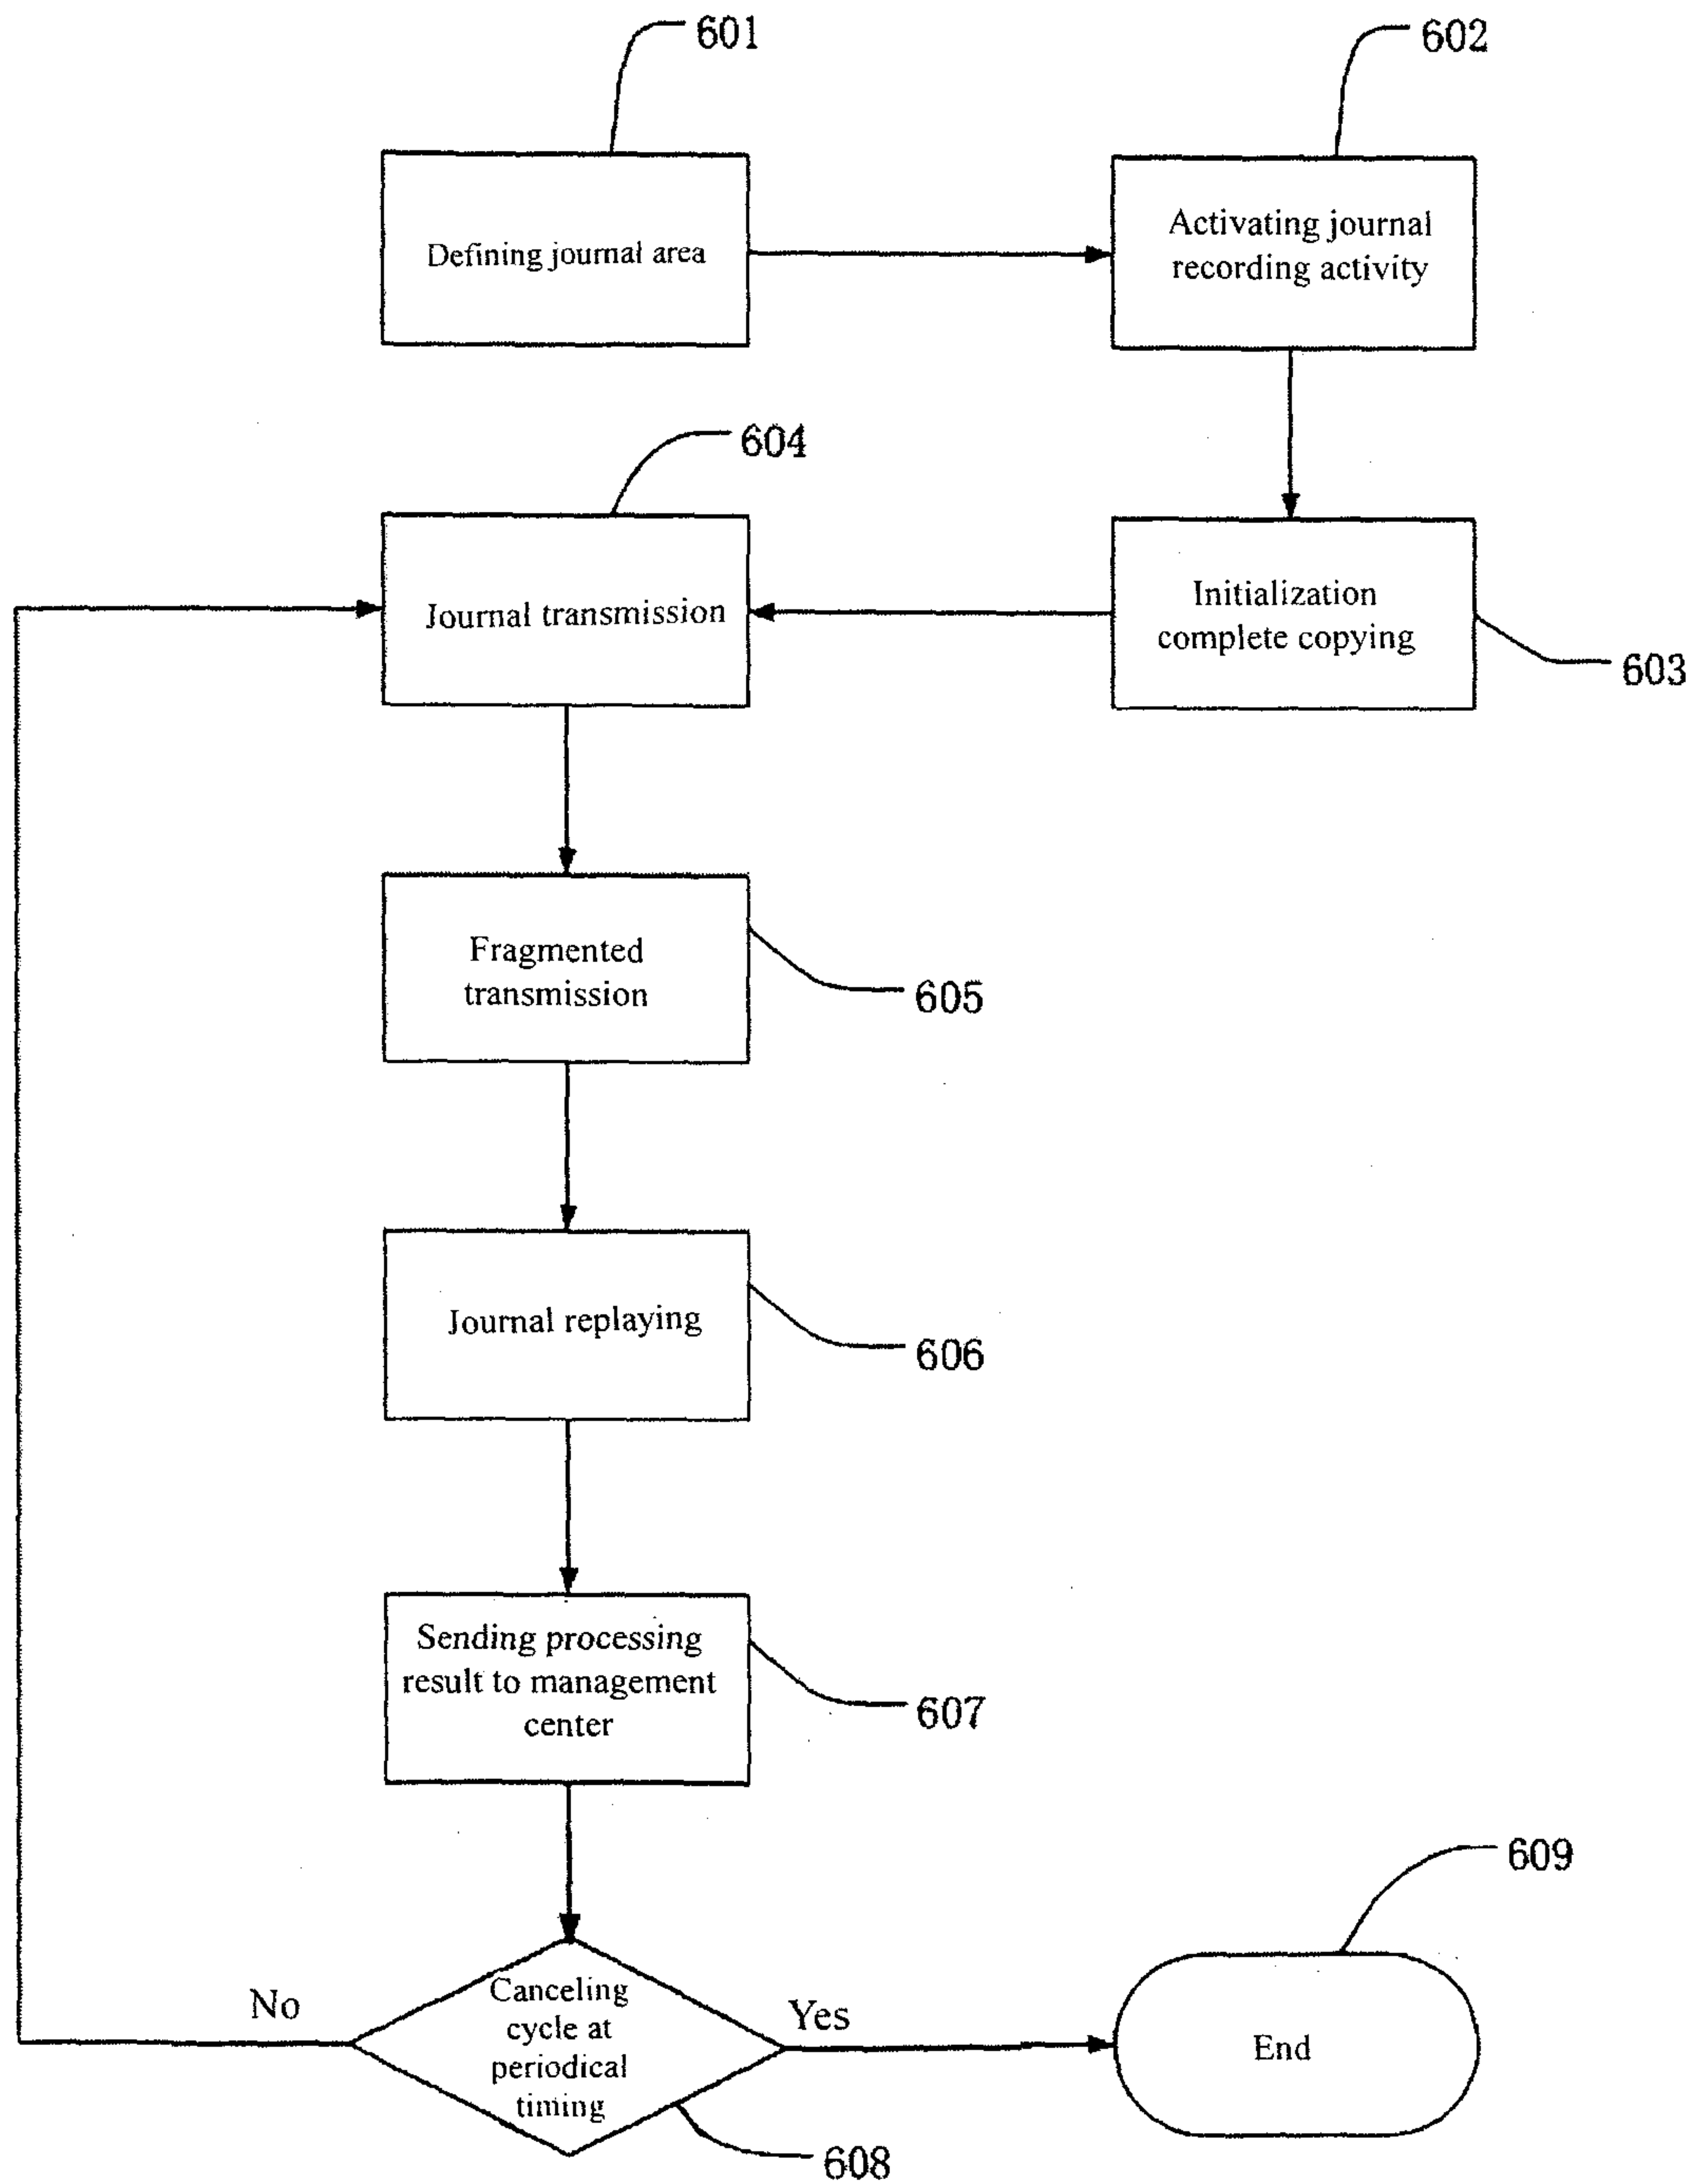 601
602
Defining journal area
Activating journal
recording activity
604
Journal transmission
Initialization
complete copying
603
Fragmented
transmission
605
Journal replaying
606
Sending processing
result to management
center
607
609
No
Canceling
cycle at
periodical
timing
Yes
End
608